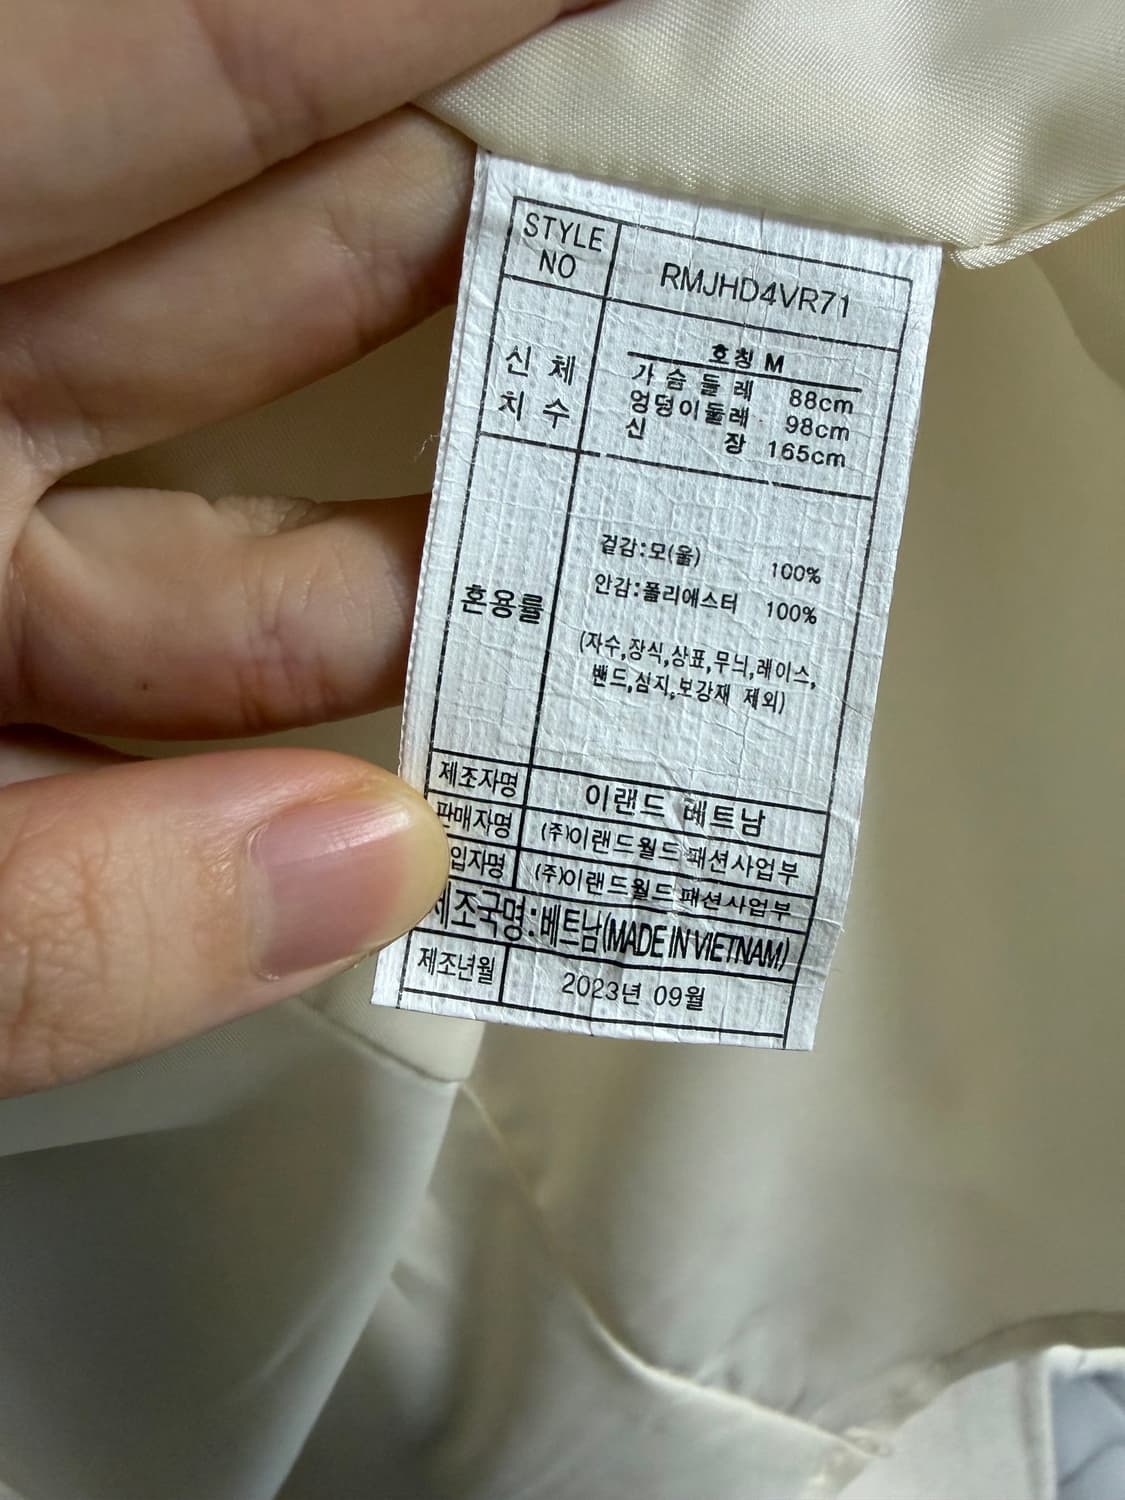 STYLE NO RMJHD4VR71
신체 치수
호칭 M
가슴둘레 88cm
엉덩이둘레 98cm
신장 165cm
혼용률
겉감:모(울) 100%
안감:폴리에스터 100%
(자수,장식,상표,무늬,레이스,
밴드,심지,보강재 제외)
제조자명 이랜드 베트남
판매자명 (주)이랜드월드 패션사업부
입자명 (주)이랜드월드 패션사업부
제조국명:베트남(MADE IN VIETNAM)
제조년월 2023년 09월